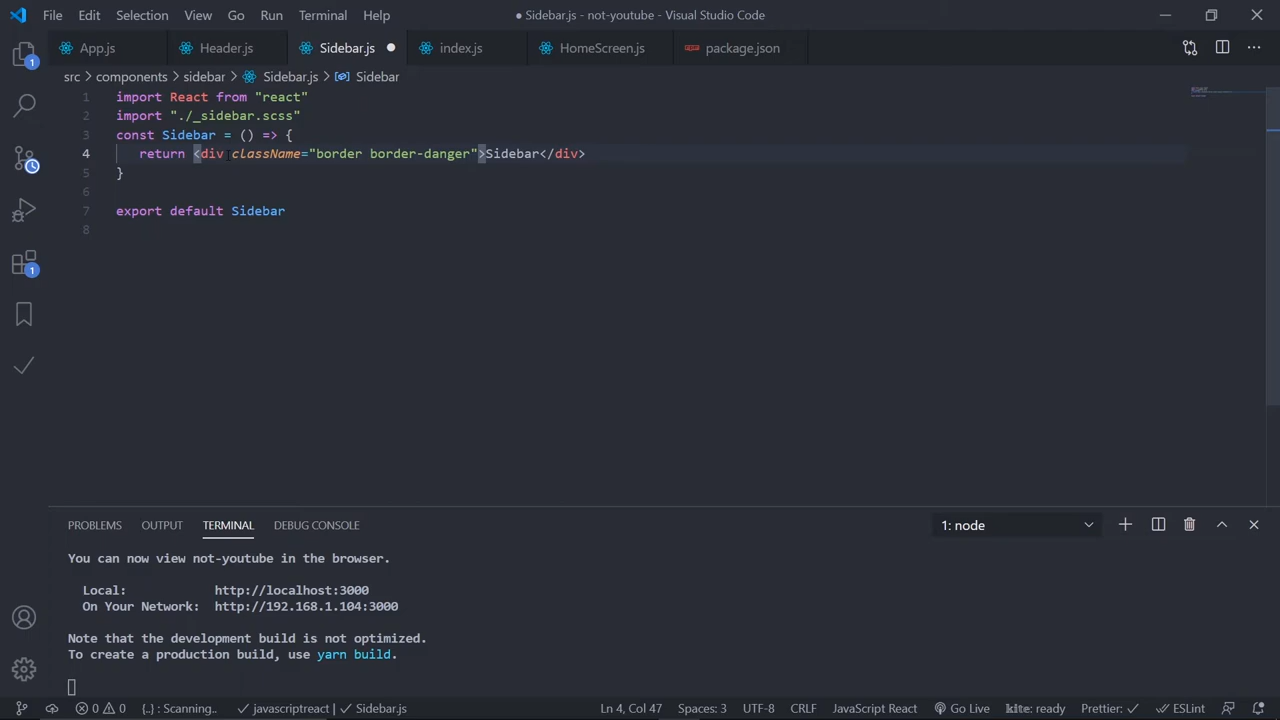 File Edit Selection View Go Run Terminal Help ● Sidebar.js - not-youtube - Visual Studio Code
App.js Header.js Sidebar.js ● index.js HomeScreen.js package.json
src > components > sidebar > Sidebar.js > Sidebar
1 import React from "react"
2 import "./_sidebar.scss"
3 const Sidebar = () => {
4 return <div className="border border-danger">Sidebar</div>
5 }
6
7 export default Sidebar
8
PROBLEMS OUTPUT TERMINAL DEBUG CONSOLE 1: node
You can now view not-youtube in the browser.
Local: http://localhost:3000
On Your Network: http://192.168.1.104:3000
Note that the development build is not optimized.
To create a production build, use yarn build.
0 0 {..} : Scanning.. javascriptreact | Sidebar.js Ln 4, Col 47 Spaces: 3 UTF-8 CRLF JavaScript React Go Live kite: ready Prettier: ✓ ESLint
1
1